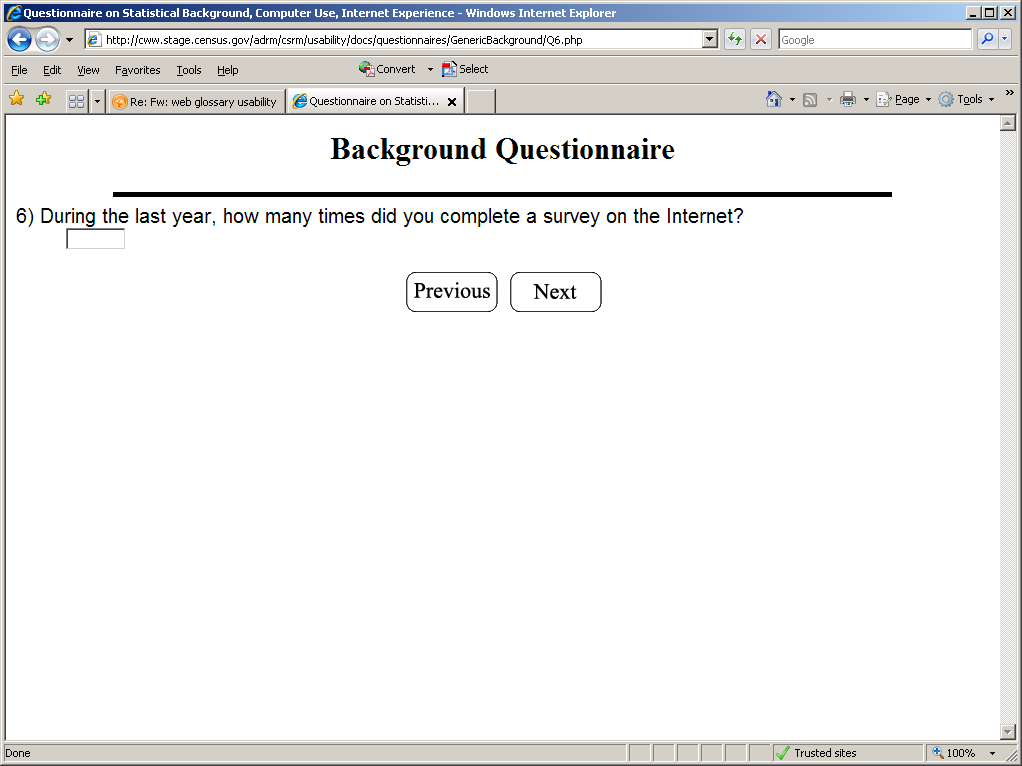 Questionnaire on Statistical Background, Computer Use, Internet Experience - Windows Internet Explorer
http://cww.stage.census.gov/adrm/csrm/usability/docs/questionnaires/GenericBackground/Q6.php
Google
File Edit View Favorites Tools Help Convert Select
Re: Fw: web glossary usability Questionnaire on Statisti... Page Tools
Background Questionnaire
6) During the last year, how many times did you complete a survey on the Internet?
Previous Next
Done Trusted sites 100%